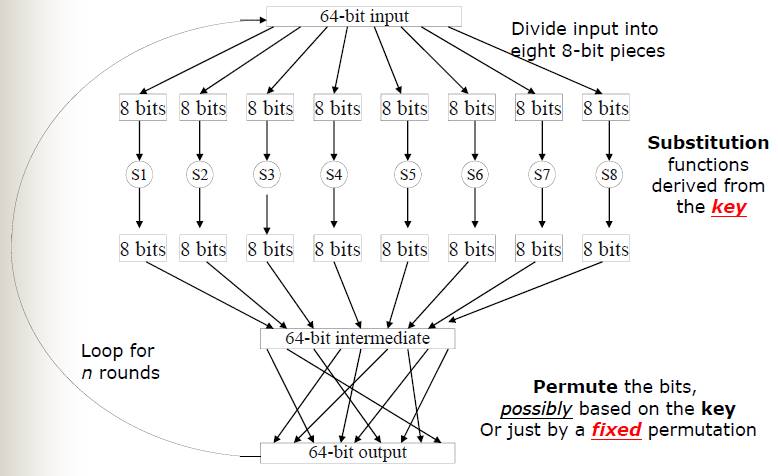 64-bit input
Divide input into
eight 8-bit pieces
8 bits 8 bits 8 bits 8 bits 8 bits 8 bits 8 bits 8 bits
S1 S2 S3 S4 S5 S6 S7 S8
Substitution
functions
derived from
the key
8 bits 8 bits 8 bits 8 bits 8 bits 8 bits 8 bits 8 bits
64-bit intermediate
Loop for
n rounds
Permute the bits,
possibly based on the key
Or just by a fixed permutation
64-bit output